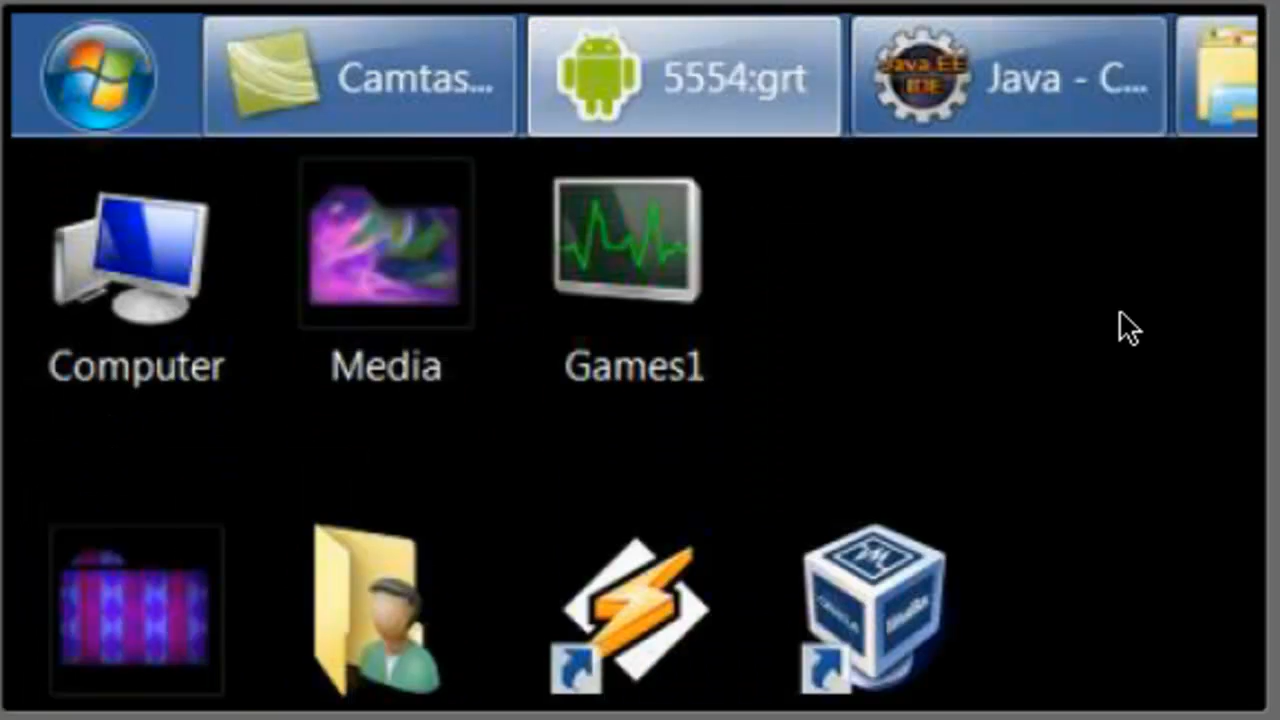 Camtas...
5554:grt
Java EE
IDE
Java - C...
Computer
Media
Games1